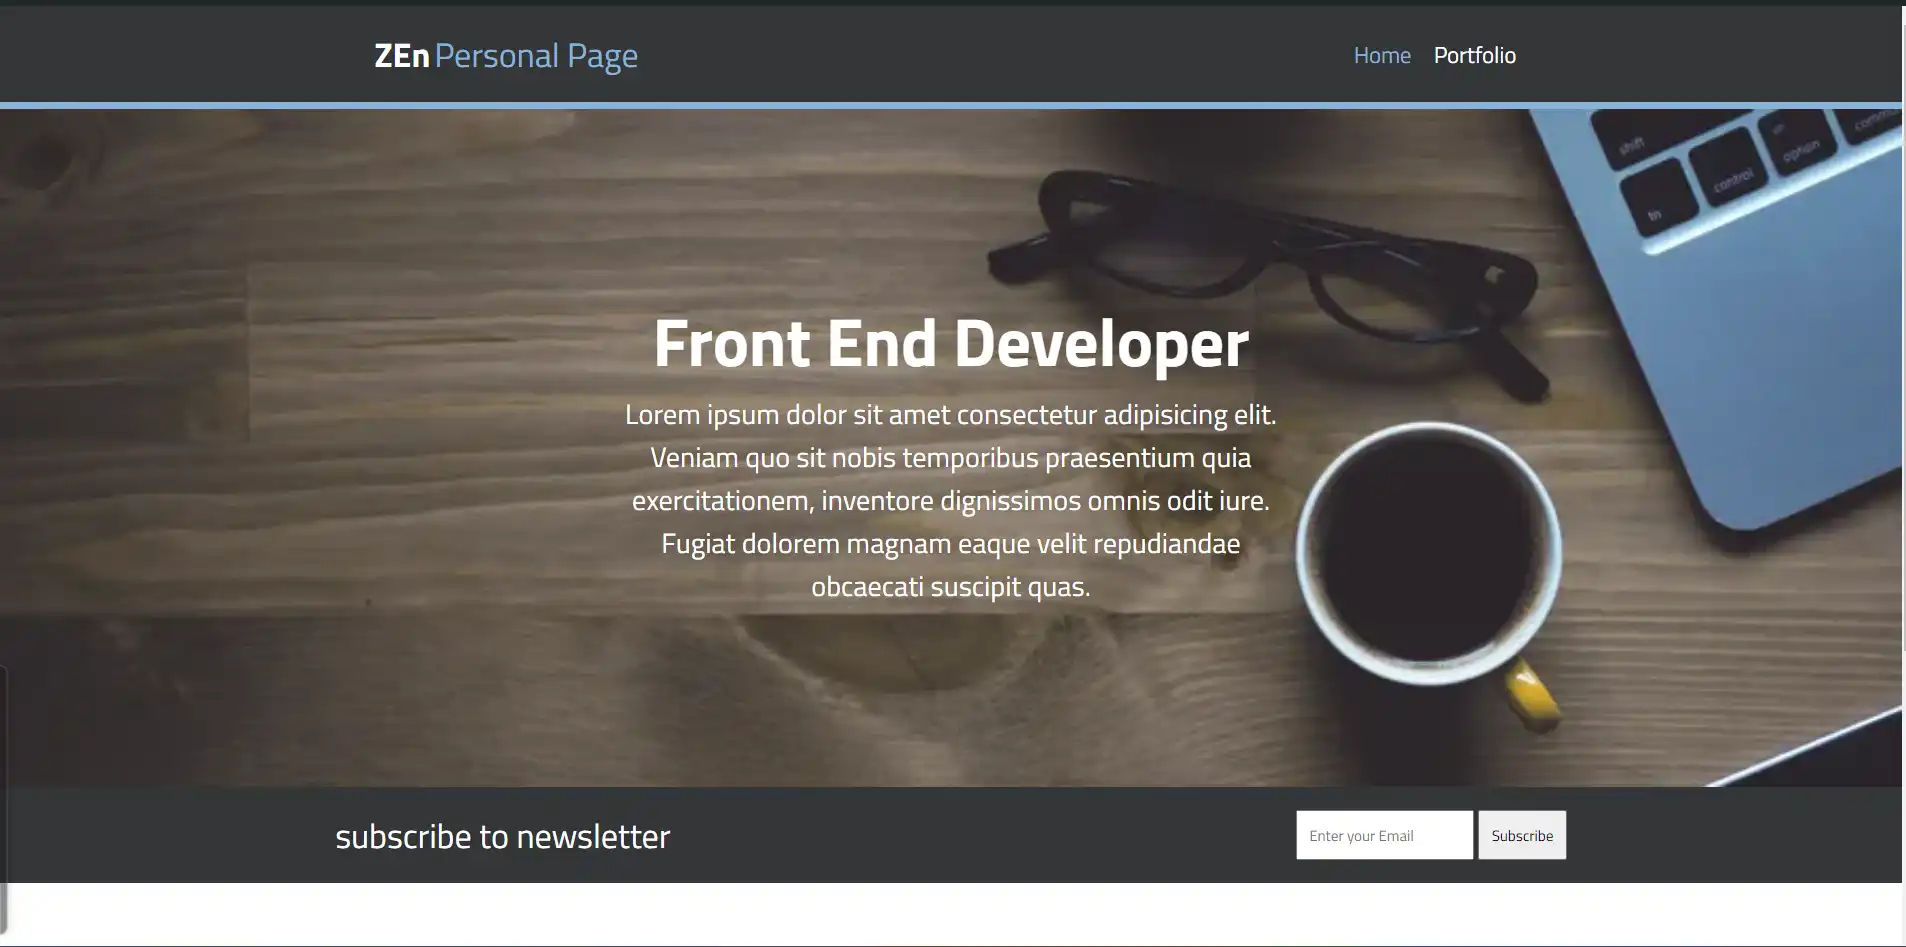 ZEn Personal Page
Home Portfolio
shift
fn
control
option
Front End Developer
Lorem ipsum dolor sit amet consectetur adipisicing elit.
Veniam quo sit nobis temporibus praesentium quia
exercitationem, inventore dignissimos omnis odit iure.
Fugiat dolorem magnam eaque velit repudiandae
obcaecati suscipit quas.
subscribe to newsletter
Enter your Email Subscribe